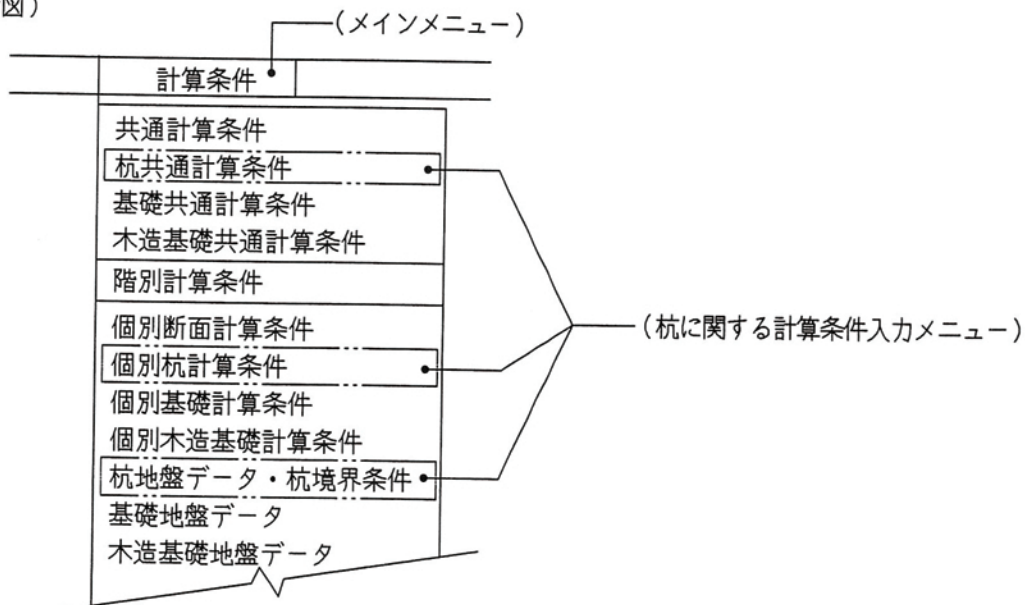 図）
（メインメニュー）
計算条件
共通計算条件
杭共通計算条件
基礎共通計算条件
木造基礎共通計算条件
階別計算条件
個別断面計算条件
（杭に関する計算条件入力メニュー）
個別杭計算条件
個別基礎計算条件
個別木造基礎計算条件
杭地盤データ・杭境界条件
基礎地盤データ
木造基礎地盤データ